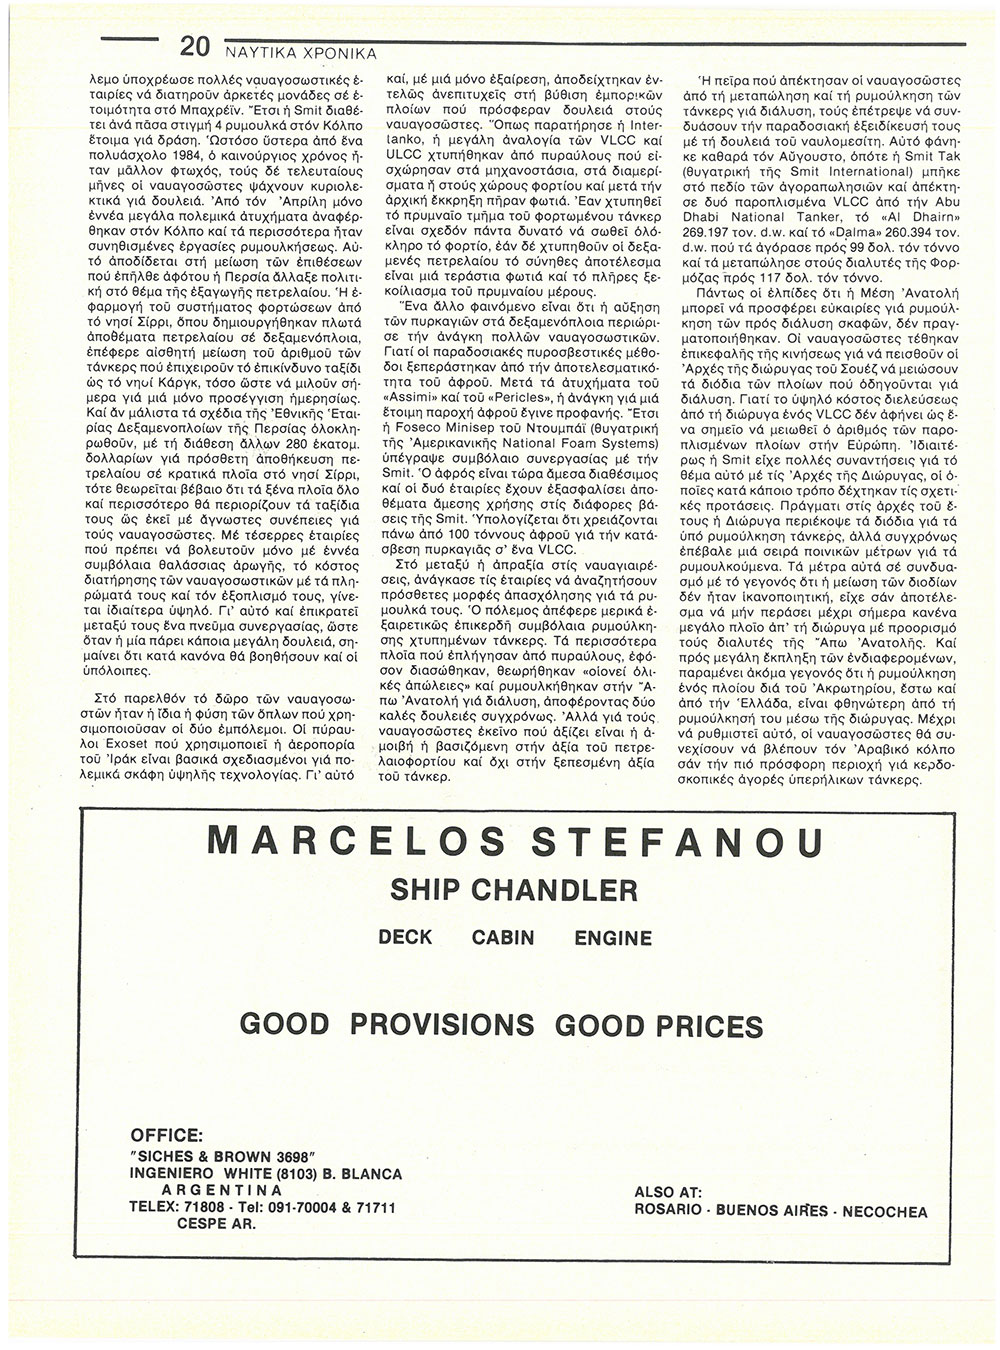 20 ΝΑΥΤΙΚΑ ΧΡΟΝΙΚΑ
λεμο ὑποχρέωσε πολλές ναυαγοσωστικές ἑ-
ταιρίες νά διατηροῦν ἀρκετές μονάδες σέ ἑ-
τοιμότητα στό Μπαχρέϊν. Ἔτσι ἡ Smit διαθέ-
τει ἀνά πᾶσα στιγμή 4 ρυμουλκά στόν Κόλπο
ἕτοιμα γιά δράση. Ὡστόσο ὕστερα ἀπό ἕνα
πολυάσχολο 1984, ὁ καινούργιος χρόνος ἦ-
ταν μᾶλλον φτωχός, τούς δέ τελευταίους
μῆνες οἱ ναυαγοσῶστες ψάχνουν κυριολε-
κτικά γιά δουλειά. Ἀπό τόν Ἀπρίλη μόνο
ἐννέα μεγάλα πολεμικά ἀτυχήματα ἀναφέρ-
θηκαν στόν Κόλπο καί τά περισσότερα ἦταν
συνηθισμένες ἐργασίες ρυμουλκήσεως. Αὐ-
τό ἀποδίδεται στή μείωση τῶν ἐπιθέσεων
πού ἐπῆλθε ἀφότου ἡ Περσία ἄλλαξε πολιτι-
κή στό θέμα τῆς ἐξαγωγῆς πετρελαίου. Ἡ ἐ-
φαρμογή τοῦ συστήματος φορτώσεων ἀπό
τό νησί Σίρρι, ὅπου δημιουργήθηκαν πλωτά
ἀποθέματα πετρελαίου σέ δεξαμενόπλοια,
ἐπέφερε αἰσθητή μείωση τοῦ ἀριθμοῦ τῶν
τάνκερς πού ἐπιχειροῦν τό ἐπικίνδυνο ταξίδι
ὡς τό νησί Κάργκ, τόσο ὥστε νά μιλοῦν σή-
μερα γιά μιά μόνο προσέγγιση ἡμερησίως.
Καί ἄν μάλιστα τά σχέδια τῆς Ἐθνικῆς Ἑται-
ρίας Δεξαμενοπλοίων τῆς Περσίας ὁλοκλη-
ρωθοῦν, μέ τή διάθεση ἄλλων 280 ἑκατομ.
δολλαρίων γιά πρόσθετη ἀποθήκευση πε-
τρελαίου σέ κρατικά πλοῖα στό νησί Σίρρι,
τότε θεωρεῖται βέβαιο ὅτι τά ξένα πλοῖα ὅλο
καί περισσότερο θά περιορίζουν τά ταξίδια
τους ὡς ἐκεῖ μέ ἄγνωστες συνέπειες γιά
τούς ναυαγοσῶστες. Μέ τέσσερες ἑταιρίες
πού πρέπει νά βολευτοῦν μόνο μέ ἐννέα
συμβόλαια θαλάσσιας ἀρωγῆς, τό κόστος
διατήρησης τῶν ναυαγοσωστικῶν μέ τά πλη-
ρώματά τους καί τόν ἐξοπλισμό τους, γίνε-
ται ἰδιαίτερα ὑψηλό. Γι᾽ αὐτό καί ἐπικρατεῖ
μεταξύ τους ἕνα πνεῦμα συνεργασίας, ὥστε
ὅταν ἡ μία πάρει κάποια μεγάλη δουλειά, ση-
μαίνει ὅτι κατά κανόνα θά βοηθήσουν καί οἱ
ὑπόλοιπες.
Στό παρελθόν τό δῶρο τῶν ναυαγοσω-
στῶν ἦταν ἡ ἴδια ἡ φύση τῶν ὅπλων πού χρη-
σιμοποιοῦσαν οἱ δύο ἐμπόλεμοι. Οἱ πύραυ-
λοι Exoset πού χρησιμοποιεῖ ἡ ἀεροπορία
τοῦ Ἰράκ εἶναι βασικά σχεδιασμένοι γιά πο-
λεμικά σκάφη ὑψηλῆς τεχνολογίας. Γι᾽ αὐτό
καί, μέ μιά μόνο ἐξαίρεση, ἀποδείχτηκαν ἐν-
τελῶς ἀνεπιτυχεῖς στή βύθιση ἐμπορικῶν
πλοίων πού πρόσφεραν δουλειά στούς
ναυαγοσῶστες. Ὅπως παρατήρησε ἡ Inter-
tanko, ἡ μεγάλη ἀναλογία τῶν VLCC καί
ULCC χτυπήθηκαν ἀπό πυραύλους πού εἰ-
σχώρησαν στά μηχανοστάσια, στά διαμερί-
σματα ἤ στούς χώρους φορτίου καί μετά τήν
ἀρχική ἔκκρηξη πῆραν φωτιά. Ἐαν χτυπηθεῖ
τό πρυμναῖο τμῆμα τοῦ φορτωμένου τάνκερ
εἶναι σχεδόν πάντα δυνατό νά σωθεῖ ὁλό-
κληρο τό φορτίο, ἐάν δέ χτυπηθοῦν οἱ δεξα-
μενές πετρελαίου τό σύνηθες ἀποτέλεσμα
εἶναι μιά τεράστια φωτιά καί τό πλῆρες ξε-
κοίλιασμα τοῦ πρυμναίου μέρους.
Ἕνα ἄλλο φαινόμενο εἶναι ὅτι ἡ αὔξηση
τῶν πυρκαγιῶν στά δεξαμενόπλοια περιώρι-
σε τήν ἀνάγκη πολλῶν ναυαγοσωστικῶν.
Γιατί οἱ παραδοσιακές πυροσβεστικές μέθο-
δοι ξεπεράστηκαν ἀπό τήν ἀποτελεσματικό-
τητα τοῦ ἀφροῦ. Μετά τά ἀτυχήματα τοῦ
«Assimi» καί τοῦ «Pericles», ἡ ἀνάγκη γιά μιά
ἕτοιμη παροχή ἀφροῦ ἔγινε προφανής. Ἔτσι
ἡ Foseco Minisep τοῦ Ντουμπάϊ (θυγατρική
τῆς Ἀμερικανικῆς National Foam Systems)
ὑπέγραψε συμβόλαιο συνεργασίας μέ τήν
Smit. Ὁ ἀφρός εἶναι τώρα ἄμεσα διαθέσιμος
καί οἱ δυό ἑταιρίες ἔχουν ἐξασφαλίσει ἀπο-
θέματα ἄμεσης χρήσης στίς διάφορες βά-
σεις τῆς Smit. Ὑπολογίζεται ὅτι χρειάζονται
πάνω ἀπό 100 τόννους ἀφροῦ γιά τήν κατά-
σβεση πυρκαγιᾶς σ᾽ ἕνα VLCC.
Στό μεταξύ ἡ ἀπραξία στίς ναυαγιαιρέ-
σεις, ἀνάγκασε τίς ἑταιρίες νά ἀναζητήσουν
πρόσθετες μορφές ἀπασχόλησης γιά τά ρυ-
μουλκά τους. Ὁ πόλεμος ἀπέφερε μερικά ἐ-
ξαιρετικῶς ἐπικερδῆ συμβόλαια ρυμούλκη-
σης χτυπημένων τάνκερς. Τά περισσότερα
πλοῖα πού ἐπλήγησαν ἀπό πυραύλους, ἐφό-
σον διασώθηκαν, θεωρήθηκαν «οἱονεί ὁλι-
κές ἀπώλειες» καί ρυμουλκήθηκαν στήν Ἄ-
πω Ἀνατολή γιά διάλυση, ἀποφέροντας δύο
καλές δουλειές συγχρόνως. Ἀλλά γιά τούς
ναυαγοσῶστες ἐκεῖνο πού ἀξίζει εἶναι ἡ ἀ-
μοιβή ἡ βασιζόμενη στήν ἀξία τοῦ πετρε-
λαιοφορτίου καί ὄχι στήν ξεπεσμένη ἀξία
τοῦ τάνκερ.
Ἡ πεῖρα πού ἀπέκτησαν οἱ ναυαγοσῶστες
ἀπό τή μεταπώληση καί τή ρυμούλκηση τῶν
τάνκερς γιά διάλυση, τούς ἐπέτρεψε νά συν-
δυάσουν τήν παραδοσιακή ἐξειδίκευσή τους
μέ τή δουλειά τοῦ ναυλομεσίτη. Αὐτό φάνη-
κε καθαρά τόν Αὔγουστο, ὁπότε ἡ Smit Tak
(θυγατρική τῆς Smit International) μπῆκε
στό πεδίο τῶν ἀγοραπωλησιῶν καί ἀπέκτη-
σε δυό παροπλισμένα VLCC ἀπό τήν Abu
Dhabi National Tanker, τό «Al Dhairn»
269.197 τον. d.w. καί τό «Dalma» 260.394 τον.
d.w. πού τά ἀγόρασε πρός 99 δολ. τόν τόννο
καί τά μεταπώλησε στούς διαλυτές τῆς Φορ-
μόζας πρός 117 δολ. τόν τόννο.
Πάντως οἱ ἐλπίδες ὅτι ἡ Μέση Ἀνατολή
μπορεῖ νά προσφέρει εὐκαιρίες γιά ρυμούλ-
κηση τῶν πρός διάλυση σκαφῶν, δέν πραγ-
ματοποιήθηκαν. Οἱ ναυαγοσῶστες τέθηκαν
ἐπικεφαλῆς τῆς κινήσεως γιά νά πεισθοῦν οἱ
Ἀρχές τῆς διώρυγας τοῦ Σουέζ νά μειώσουν
τά διόδια τῶν πλοίων πού ὁδηγοῦνται γιά
διάλυση. Γιατί τό ὑψηλό κόστος διελεύσεως
ἀπό τή διώρυγα ἑνός VLCC δέν ἀφήνει ὡς ἕ-
να σημεῖο νά μειωθεῖ ὁ ἀριθμός τῶν παρο-
πλισμένων πλοίων στήν Εὐρώπη. Ἰδιαιτέ-
ρως ἡ Smit εἶχε πολλές συναντήσεις γιά τό
θέμα αὐτό μέ τίς Ἀρχές τῆς Διώρυγας, οἱ ὁ-
ποῖες κατά κάποιο τρόπο δέχτηκαν τίς σχετι-
κές προτάσεις. Πράγματι στίς ἀρχές τοῦ ἔ-
τους ἡ Διώρυγα περιέκοψε τά διόδια γιά τά
ὑπό ρυμούλκηση τάνκερς, ἀλλά συγχρόνως
ἐπέβαλε μιά σειρά ποινικῶν μέτρων γιά τά
ρυμουλκούμενα. Τά μέτρα αὐτά σέ συνδυα-
σμό μέ τό γεγονός ὅτι ἡ μείωση τῶν διοδίων
δέν ἦταν ἱκανοποιητική, εἶχε σάν ἀποτέλε-
σμα νά μήν περάσει μέχρι σήμερα κανένα
μεγάλο πλοῖο ἀπ᾽ τή διώρυγα μέ προορισμό
τούς διαλυτές τῆς Ἄπω Ἀνατολῆς. Καί
πρός μεγάλη ἔκπληξη τῶν ἐνδιαφερομένων,
παραμένει ἀκόμα γεγονός ὅτι ἡ ρυμούλκηση
ἑνός πλοίου διά τοῦ Ἀκρωτηρίου, ἔστω καί
ἀπό τήν Ἑλλάδα, εἶναι φθηνώτερη ἀπό τή
ρυμούλκησή του μέσω τῆς διώρυγας. Μέχρι
νά ρυθμιστεῖ αὐτό, οἱ ναυαγοσῶστες θά συ-
νεχίσουν νά βλέπουν τόν Ἀραβικό κόλπο
σάν τήν πιό πρόσφορη περιοχή γιά κερδο-
σκοπικές ἀγορές ὑπερήλικων τάνκερς.
MARCELOS STEFANOU
SHIP CHANDLER
DECK CABIN ENGINE
GOOD PROVISIONS GOOD PRICES
OFFICE:
"SICHES & BROWN 3698"
INGENIERO WHITE (8103) B. BLANCA
ARGENTINA
TELEX: 71808 - Tel: 091-70004 & 71711
CESPE AR.
ALSO AT:
ROSARIO - BUENOS AIRES - NECOCHEA